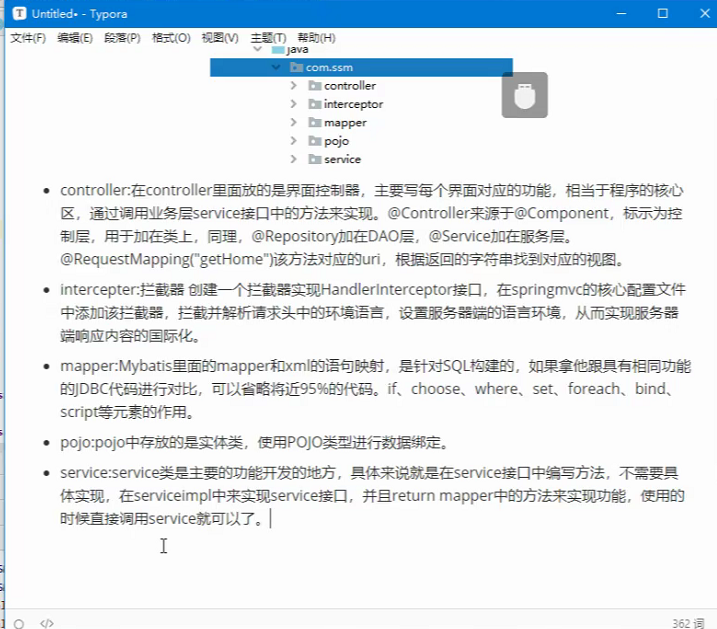 Untitled• - Typora
文件(F) 编辑(E) 段落(P) 格式(O) 视图(V) 主题(T) 帮助(H)
java
com.ssm
controller
interceptor
mapper
pojo
service
controller:在controller里面放的是界面控制器，主要写每个界面对应的功能，相当于程序的核心
区，通过调用业务层service接口中的方法来实现。@Controller来源于@Component，标示为控
制层，用于加在类上，同理，@Repository加在DAO层，@Service加在服务层。
@RequestMapping("getHome")该方法对应的uri，根据返回的字符串找到对应的视图。
intercepter:拦截器 创建一个拦截器实现HandlerInterceptor接口，在springmvc的核心配置文件
中添加该拦截器，拦截并解析请求头中的环境语言，设置服务器端的语言环境，从而实现服务器
端响应内容的国际化。
mapper:Mybatis里面的mapper和xml的语句映射，是针对SQL构建的，如果拿他跟具有相同功能
的JDBC代码进行对比，可以省略将近95%的代码。if、choose、where、set、foreach、bind、
script等元素的作用。
pojo:pojo中存放的是实体类，使用POJO类型进行数据绑定。
service:service类是主要的功能开发的地方，具体来说就是在service接口中编写方法，不需要具
体实现，在serviceimpl中来实现service接口，并且return mapper中的方法来实现功能，使用的
时候直接调用service就可以了。
362 词